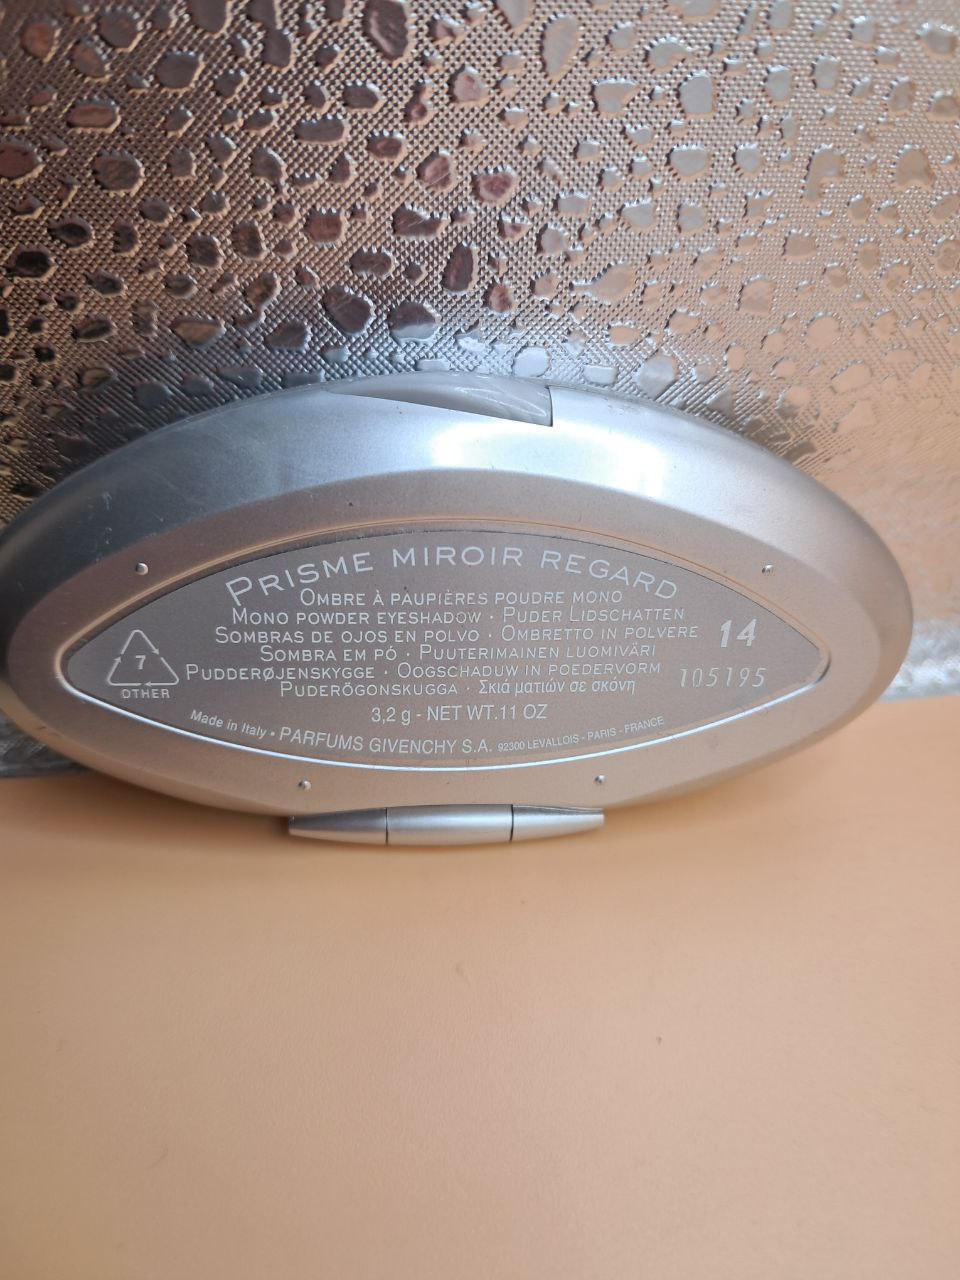 PRISME MIROIR REGARD
OMBRE À PAUPIÈRES POUDRE MONO
MONO POWDER EYESHADOW · PUDER LIDSCHATTEN
SOMBRAS DE OJOS EN POLVO · OMBRETTO IN POLVERE
14
SOMBRA EM PÓ · PUUTERIMAINEN LUOMIVÄRI
7
PUDDERØJENSKYGGE · OOGSCHADUW IN POEDERVORM
105195
OTHER
PUDERÖGONSKUGGA · Σκιά ματιών σε σκόνη
3,2 g - NET WT.11 OZ
Made in Italy • PARFUMS GIVENCHY S.A. 92300 LEVALLOIS - PARIS - FRANCE